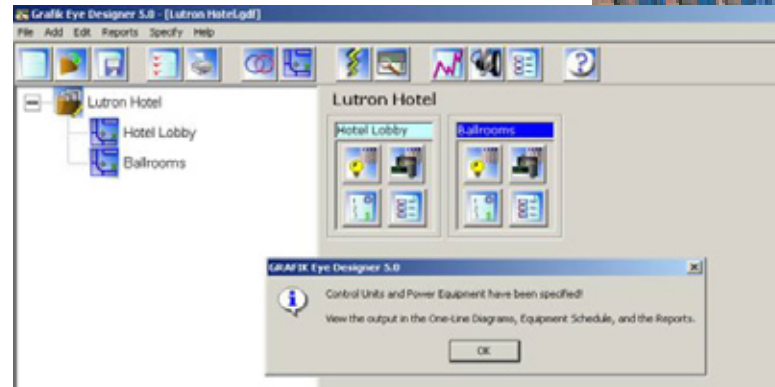 Grafik Eye Designer 5.0 - [Lutron Hotel.gdf]
File Add Edit Reports Specify Help
Lutron Hotel
Hotel Lobby
Ballrooms
Lutron Hotel
Hotel Lobby
Ballrooms
GRAFIK Eye Designer 5.0
Control Units and Power Equipment have been specified!
View the output in the One-Line Diagrams, Equipment Schedule, and the Reports.
OK